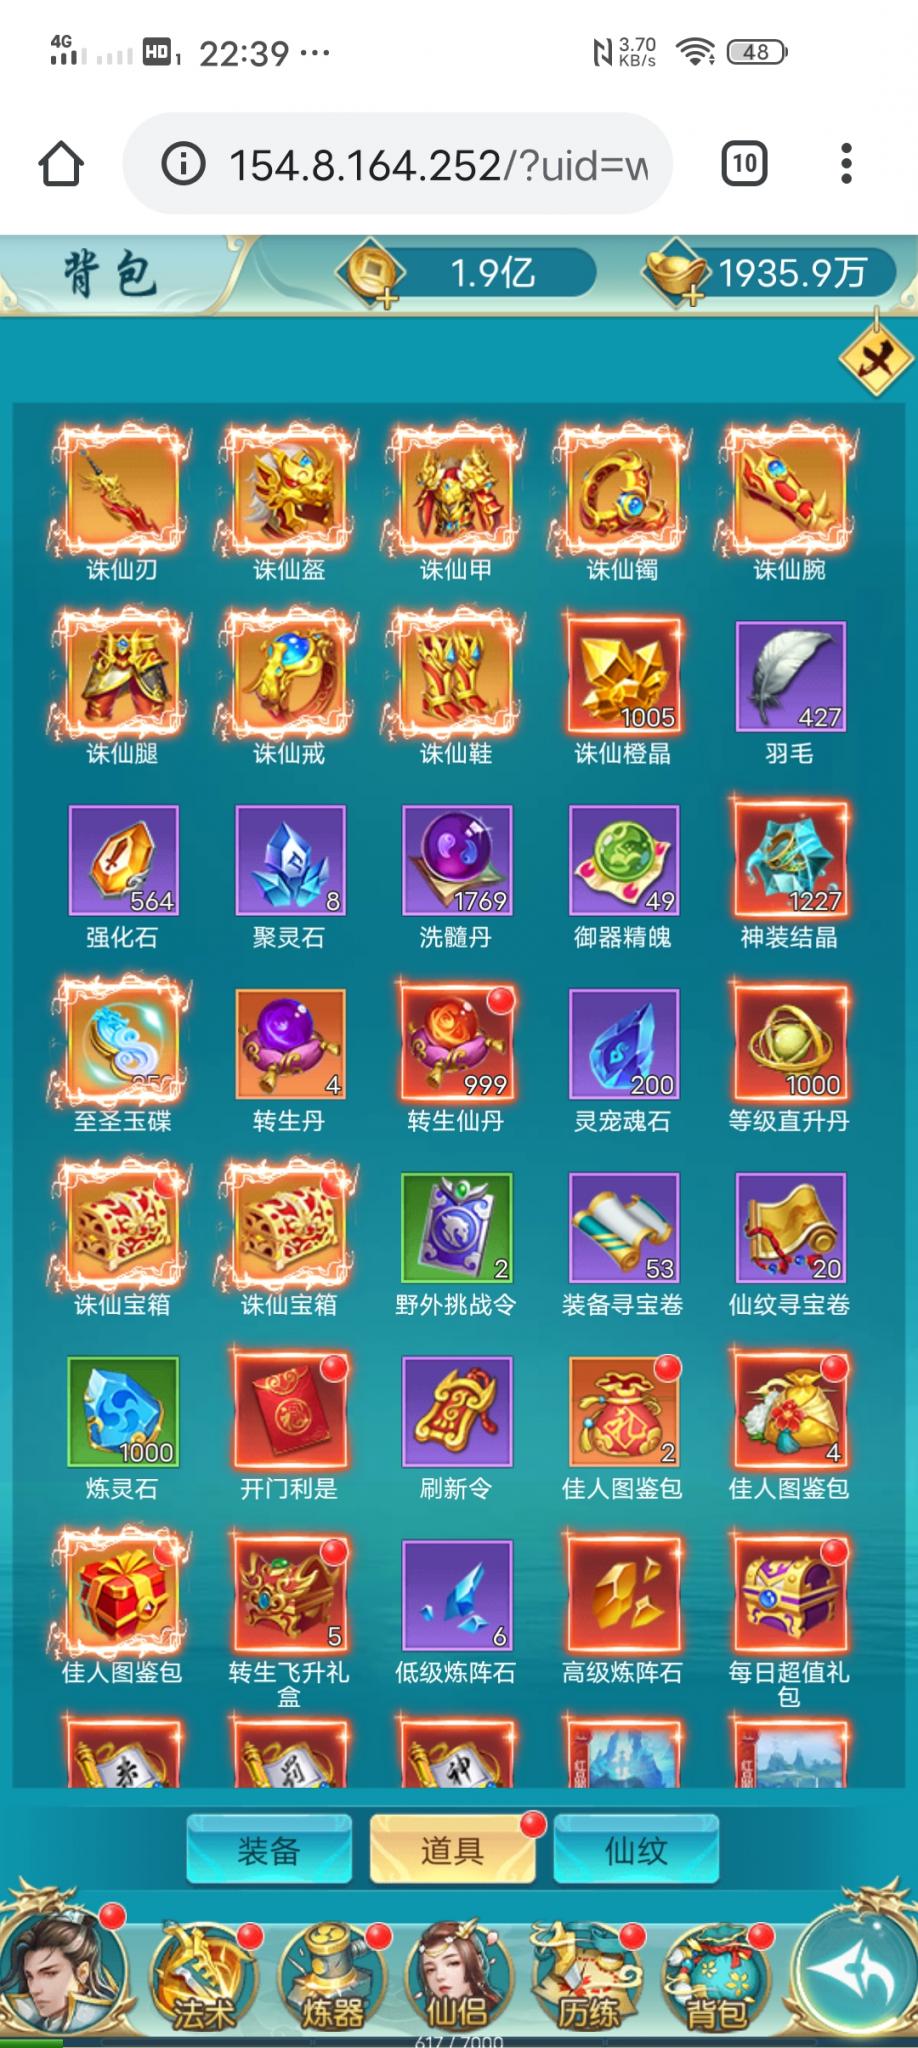 4G
HD 1 22:39 ··· 3.70 KB/s 48
154.8.164.252/?uid=w
10
背包 1.9亿 1935.9万
诛仙刃 诛仙盔 诛仙甲 诛仙镯 诛仙腕
1005 427
诛仙腿 诛仙戒 诛仙鞋 诛仙橙晶 羽毛
564 8 1769 49 1227
强化石 聚灵石 洗髓丹 御器精魄 神装结晶
4 999 200 1000
至圣玉碟 转生丹 转生仙丹 灵宠魂石 等级直升丹
2 53 20
诛仙宝箱 诛仙宝箱 野外挑战令 装备寻宝卷 仙纹寻宝卷
1000 礼 2 4
炼灵石 开门利是 刷新令 佳人图鉴包 佳人图鉴包
5 6
佳人图鉴包 转生飞升礼盒 低级炼阵石 高级炼阵石 每日超值礼包
赤 罚 神
装备 道具 仙纹
法术 炼器 仙侣 历练 背包
617 / 7000